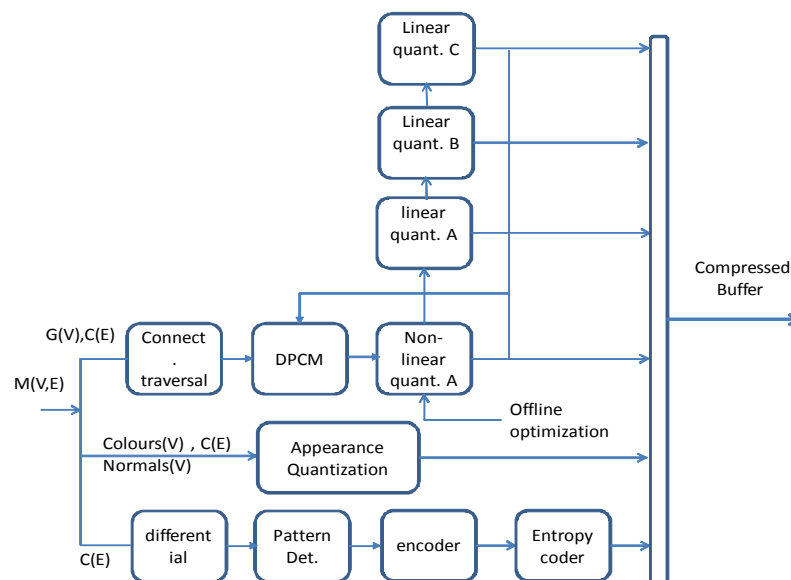 Linear
quant. C
Linear
quant. B
linear
quant. A
Compressed
Buffer
G(V),C(E)
Connect
.
traversal
DPCM
Non-
linear
quant. A
M(V,E)
Offline
optimization
Colours(V) , C(E)
Normals(V)
Appearance
Quantization
C(E)
different
ial
Pattern
Det.
encoder
Entropy
coder